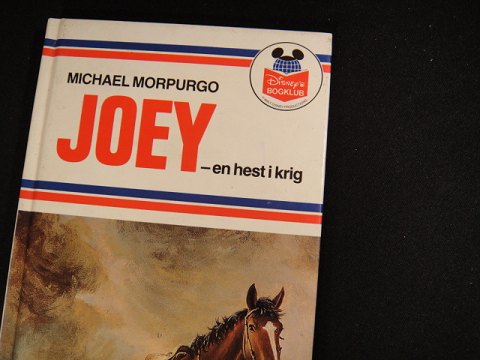 MICHAEL MORPURGO
JOEY
– en hest i krig
DISNEY'S
BOGKLUB